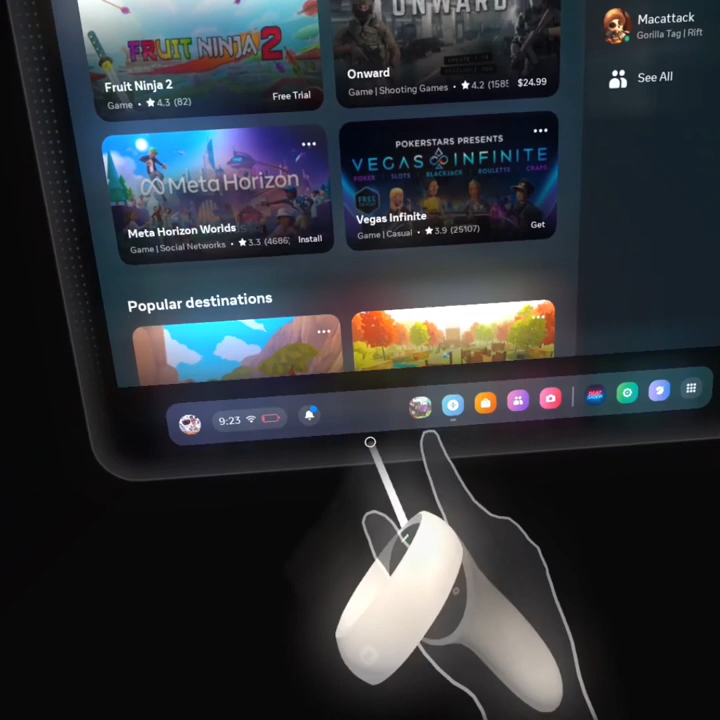 FRUIT NINJA 2
Fruit Ninja 2
Game • ★4.3 (82)
Free Trial
ONWARD
Onward
Game | Shooting Games • ★4.2 (1585
$24.99
Macattack
Gorilla Tag | Rift
See All
Meta Horizon
Meta Horizon Worlds
Game | Social Networks • ★3.3 (4686;
Install
POKERSTARS PRESENTS
VEGAS INFINITE
POKER | SLOTS | BLACKJACK | ROULETTE | CRAPS
Vegas Infinite
Game | Casual • ★3.9 (25107)
Get
Popular destinations
9:23